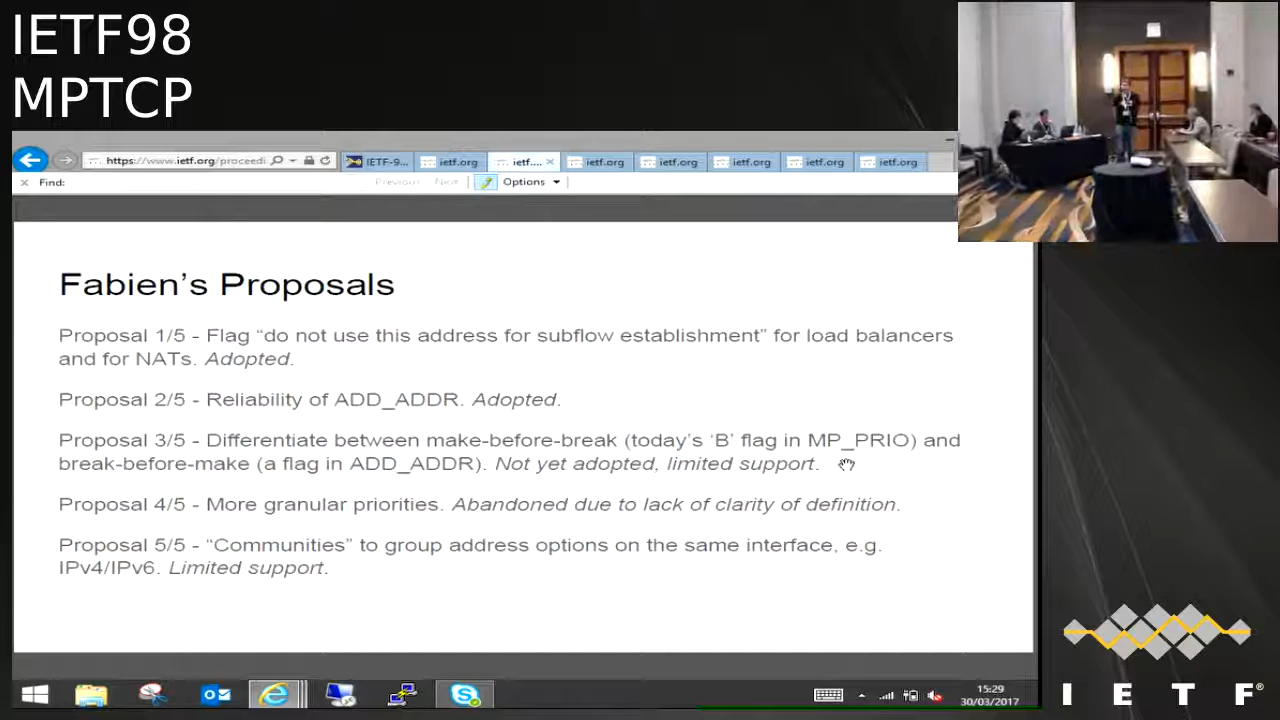 IETF98
MPTCP
https://www.ietf.org/proceedi
IETF-9...
ietf.org
ietf....
ietf.org
ietf.org
ietf.org
ietf.org
ietf.org
Find:
Previous
Next
Options
Fabien's Proposals
Proposal 1/5 - Flag “do not use this address for subflow establishment” for load balancers
and for NATs. Adopted.
Proposal 2/5 - Reliability of ADD_ADDR. Adopted.
Proposal 3/5 - Differentiate between make-before-break (today's ‘B’ flag in MP_PRIO) and
break-before-make (a flag in ADD_ADDR). Not yet adopted, limited support.
Proposal 4/5 - More granular priorities. Abandoned due to lack of clarity of definition.
Proposal 5/5 - “Communities” to group address options on the same interface, e.g.
IPv4/IPv6. Limited support.
15:29
30/03/2017
I E T F®